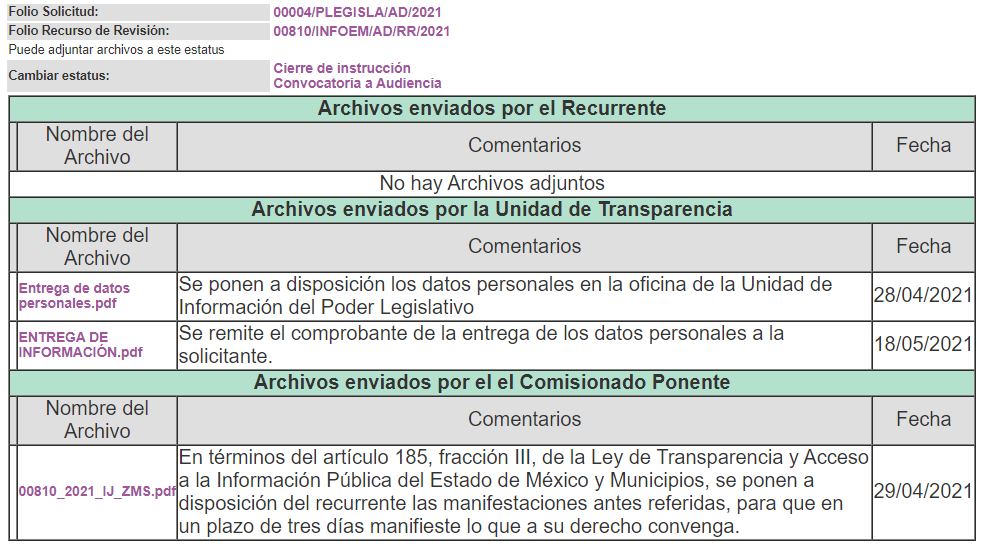 Folio Solicitud: 00004/PLEGISLA/AD/2021
Folio Recurso de Revisión: 00810/INFOEM/AD/RR/2021
Puede adjuntar archivos a este estatus
Cambiar estatus: Cierre de instrucción
Convocatoria a Audiencia
Archivos enviados por el Recurrente
Nombre del
Archivo
Comentarios
Fecha
No hay Archivos adjuntos
Archivos enviados por la Unidad de Transparencia
Nombre del
Archivo
Comentarios
Fecha
Entrega de datos
personales.pdf
Se ponen a disposición los datos personales en la oficina de la Unidad de
Información del Poder Legislativo
28/04/2021
ENTREGA DE
INFORMACIÓN.pdf
Se remite el comprobante de la entrega de los datos personales a la
solicitante.
18/05/2021
Archivos enviados por el el Comisionado Ponente
Nombre del
Archivo
Comentarios
Fecha
00810_2021_IJ_ZMS.pdf
En términos del artículo 185, fracción III, de la Ley de Transparencia y Acceso
a la Información Pública del Estado de México y Municipios, se ponen a
disposición del recurrente las manifestaciones antes referidas, para que en
un plazo de tres días manifieste lo que a su derecho convenga.
29/04/2021